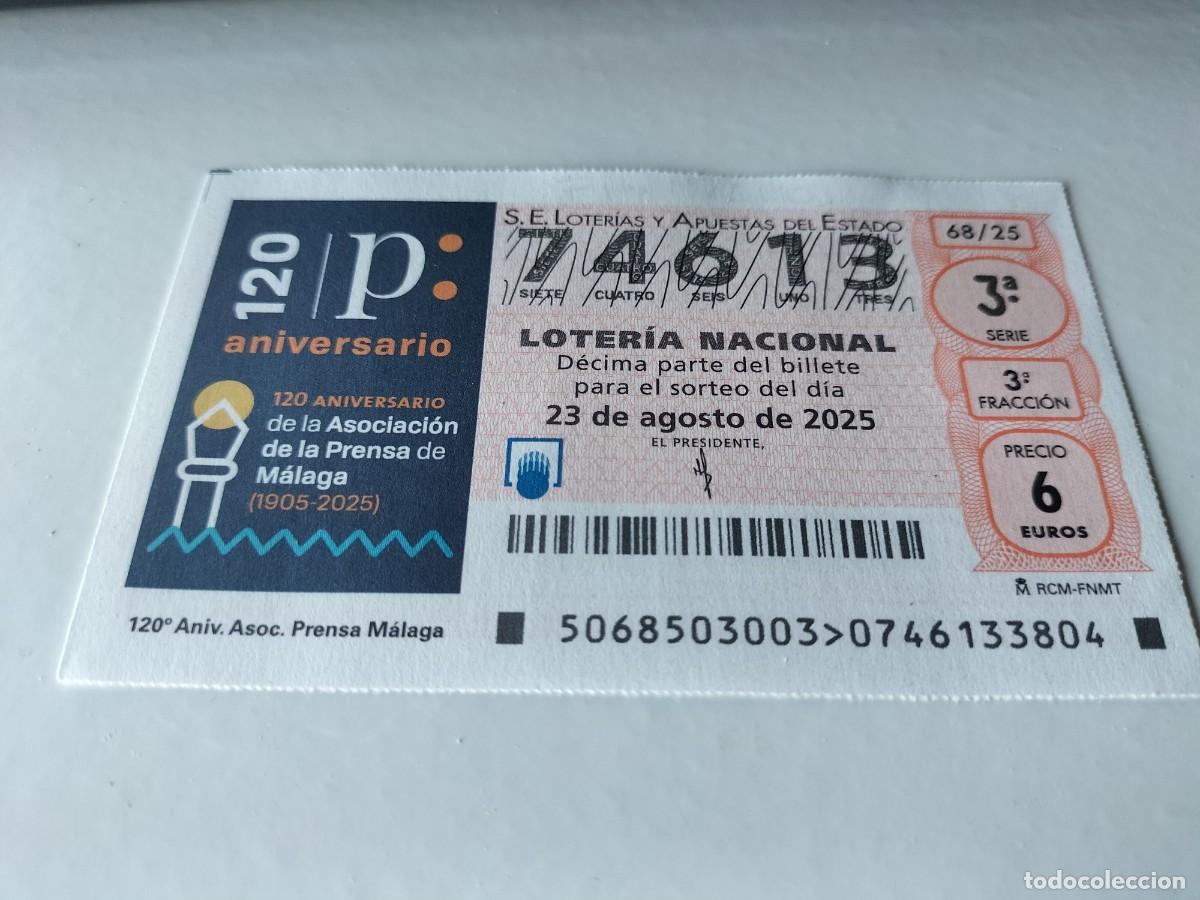 120 p:
aniversario
120 ANIVERSARIO
de la Asociación
de la Prensa de
Málaga
(1905-2025)
120º Aniv. Asoc. Prensa Málaga
S. E. LOTERÍAS Y APUESTAS DEL ESTADO
74613
SIETE CUATRO SEIS UNO TRES
LOTERÍA NACIONAL
Décima parte del billete
para el sorteo del día
23 de agosto de 2025
EL PRESIDENTE,
68/25
3ª
SERIE
3ª
FRACCIÓN
PRECIO
6
EUROS
RCM-FNMT
5068503003>0746133804
todocoleccion